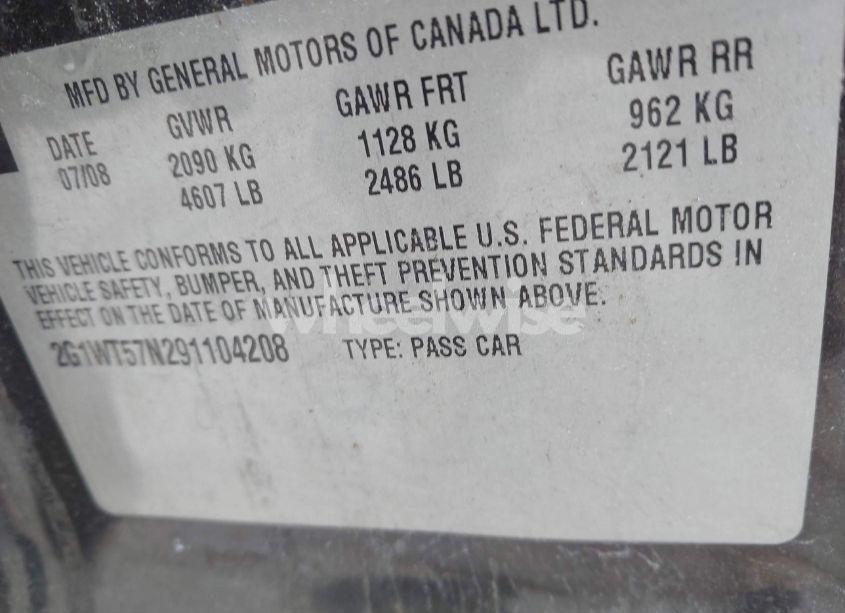 MFD BY GENERAL MOTORS OF CANADA LTD.
DATE GVWR GAWR FRT GAWR RR
07/08 2090 KG 1128 KG 962 KG
4607 LB 2486 LB 2121 LB
THIS VEHICLE CONFORMS TO ALL APPLICABLE U.S. FEDERAL MOTOR
VEHICLE SAFETY, BUMPER, AND THEFT PREVENTION STANDARDS IN
EFFECT ON THE DATE OF MANUFACTURE SHOWN ABOVE.
wheelwise
2G1WT57N291104208 TYPE: PASS CAR